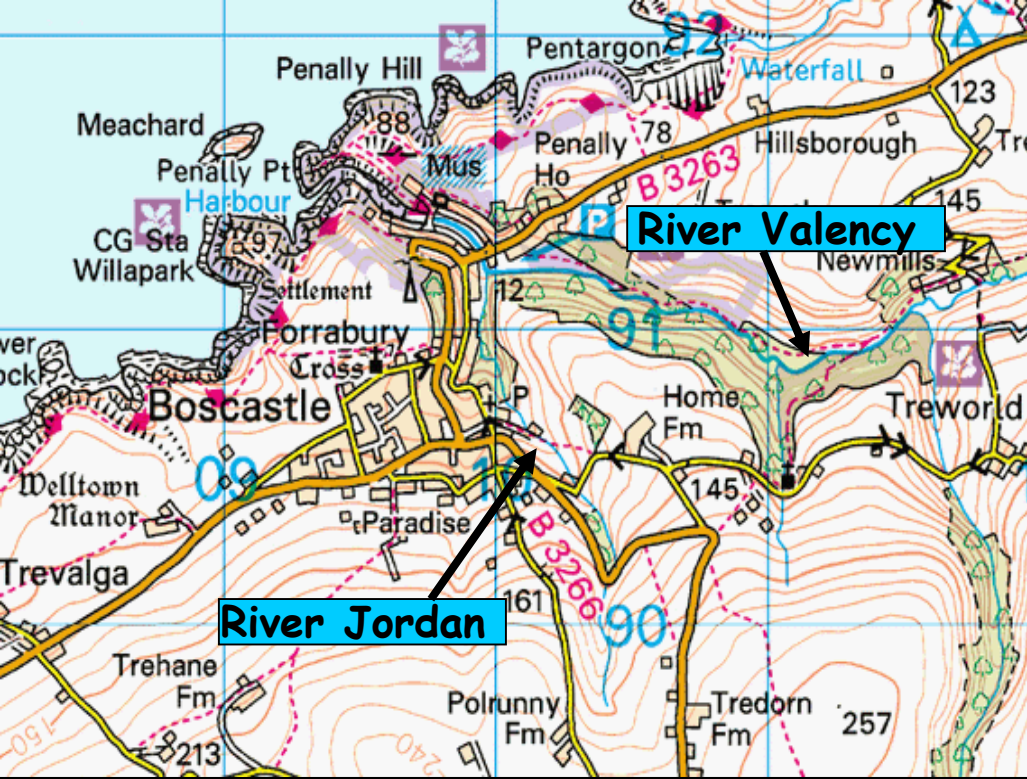 92
Pentargon
Penally Hill
Waterfall
123
Meachard
88
78
Hillsborough
Penally
Ho
Mus
Penally Pt
B 3263
Harbour
P
River Valency
145
CG Sta
97
Willapark
Newmills
Settlement
12
91
Forrabury
Cross
P
Boscastle
Home
Fm
Treworld
09
145
Welltown
Manor
Paradise
B 3266
Trevalga
161
River Jordan
90
Trehane
Fm
Polrunny
Fm
Tredorn
Fm
257
150
240
213